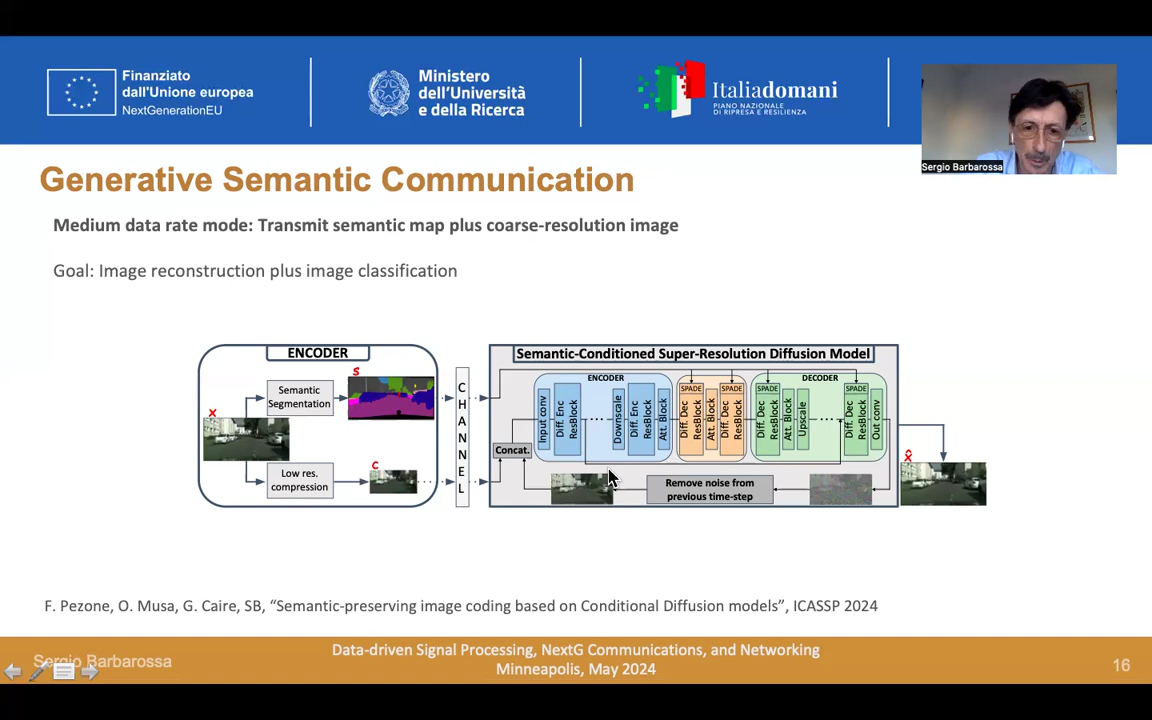 Finanziato
dall'Unione europea
NextGenerationEU
Ministero
dell'Università
e della Ricerca
Italiadomani
PIANO NAZIONALE
DI RIPRESA E RESILIENZA
Sergio Barbarossa
Generative Semantic Communication
Medium data rate mode: Transmit semantic map plus coarse-resolution image
Goal: Image reconstruction plus image classification
ENCODER
Semantic
Segmentation
s
x
Low res.
compression
c
CHANNEL
Semantic-Conditioned Super-Resolution Diffusion Model
ENCODER
DECODER
Concat.
Input conv
Diff. Enc
ResBlock
Downscale
Diff. Enc
ResBlock
Att. Block
SPADE
Diff. Dec
ResBlock
Att. Block
SPADE
Diff. Dec
ResBlock
SPADE
Diff. Dec
ResBlock
Att. Block
Upscale
SPADE
Diff. Dec
ResBlock
Out conv
Remove noise from
previous time-step
x̂
F. Pezone, O. Musa, G. Caire, SB, “Semantic-preserving image coding based on Conditional Diffusion models”, ICASSP 2024
Sergio Barbarossa
Data-driven Signal Processing, NextG Communications, and Networking
Minneapolis, May 2024
16